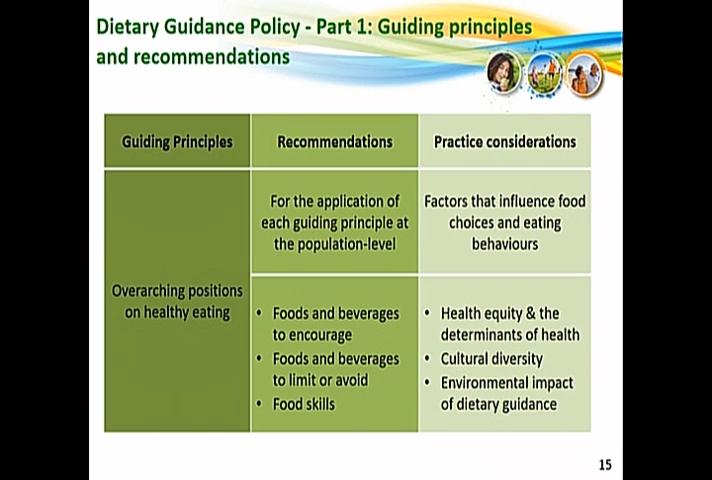 Dietary Guidance Policy - Part 1: Guiding principles
and recommendations
Guiding Principles
Recommendations
Practice considerations
Overarching positions
on healthy eating
For the application of
each guiding principle at
the population-level
Factors that influence food
choices and eating
behaviours
• Foods and beverages
to encourage
• Foods and beverages
to limit or avoid
• Food skills
• Health equity & the
determinants of health
• Cultural diversity
• Environmental impact
of dietary guidance
15